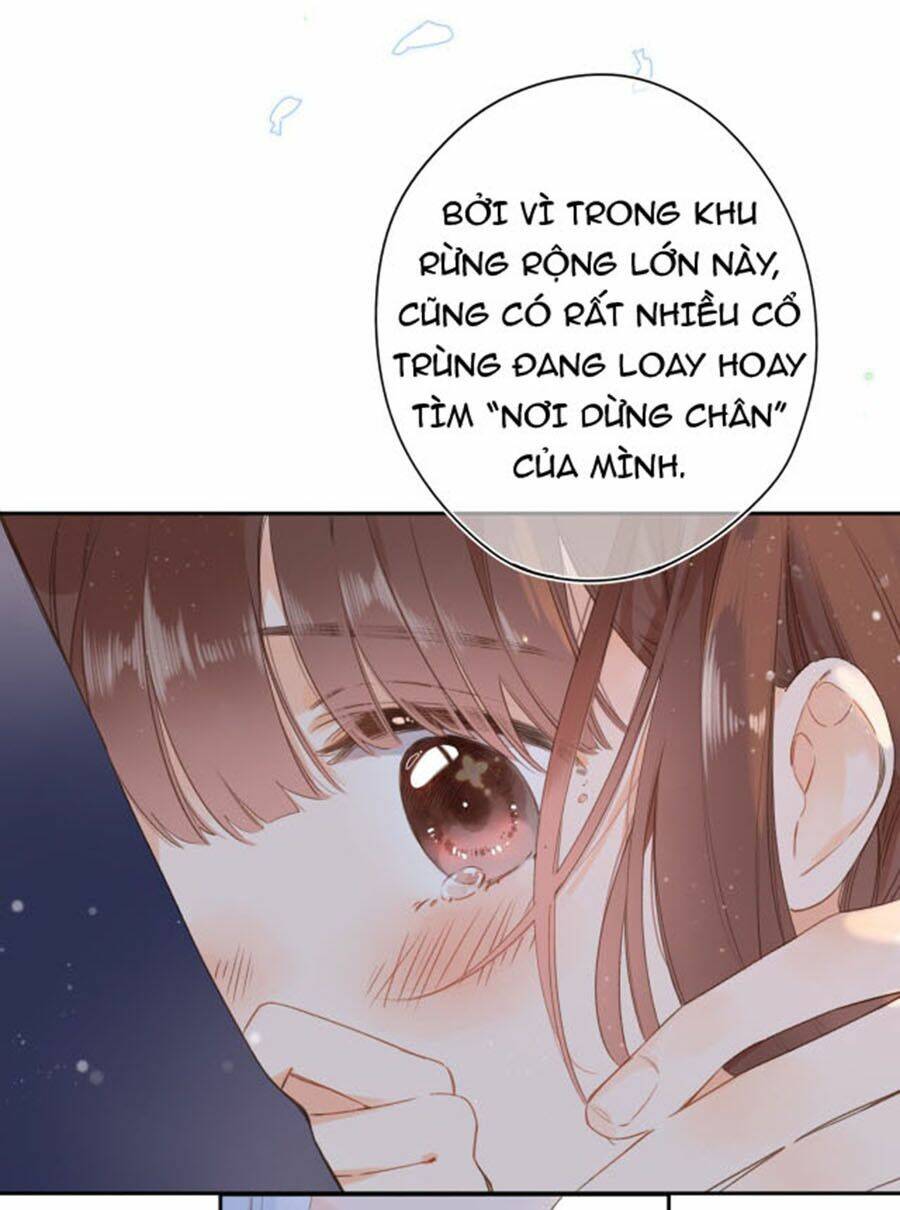 BỞI VÌ TRONG KHU
RỪNG RỘNG LỚN NÀY,
CŨNG CÓ RẤT NHIỀU CỔ
TRÙNG ĐANG LOAY HOAY
TÌM "NƠI DỪNG CHÂN"
CỦA MÌNH.